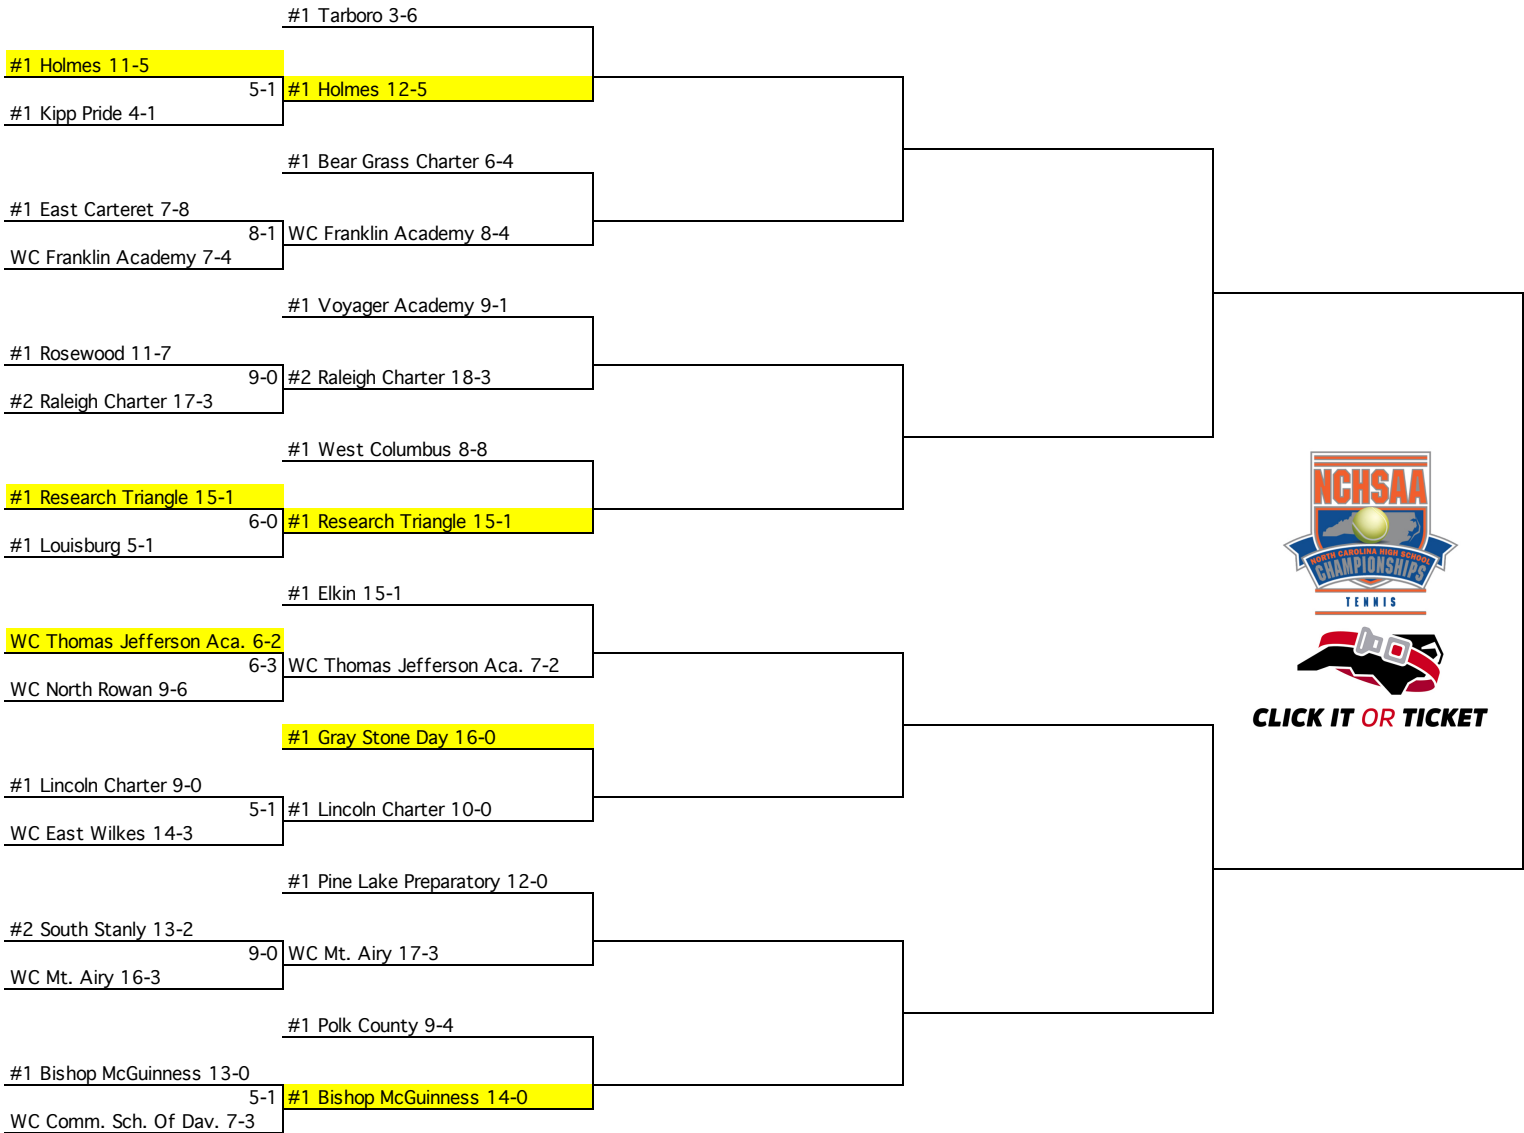 #1 Tarboro 3-6
#1 Holmes 11-5
5-1
#1 Holmes 12-5
#1 Kipp Pride 4-1
#1 Bear Grass Charter 6-4
#1 East Carteret 7-8
8-1
WC Franklin Academy 8-4
WC Franklin Academy 7-4
#1 Voyager Academy 9-1
#1 Rosewood 11-7
9-0
#2 Raleigh Charter 18-3
#2 Raleigh Charter 17-3
#1 West Columbus 8-8
#1 Research Triangle 15-1
6-0
#1 Research Triangle 15-1
#1 Louisburg 5-1
#1 Elkin 15-1
WC Thomas Jefferson Aca. 6-2
6-3
WC Thomas Jefferson Aca. 7-2
WC North Rowan 9-6
#1 Gray Stone Day 16-0
#1 Lincoln Charter 9-0
5-1
#1 Lincoln Charter 10-0
WC East Wilkes 14-3
#1 Pine Lake Preparatory 12-0
#2 South Stanly 13-2
9-0
WC Mt. Airy 17-3
WC Mt. Airy 16-3
#1 Polk County 9-4
#1 Bishop McGuinness 13-0
5-1
#1 Bishop McGuinness 14-0
WC Comm. Sch. Of Dav. 7-3
NCHSAA
NORTH CAROLINA HIGH SCHOOL
CHAMPIONSHIPS
TENNIS
CLICK IT OR TICKET